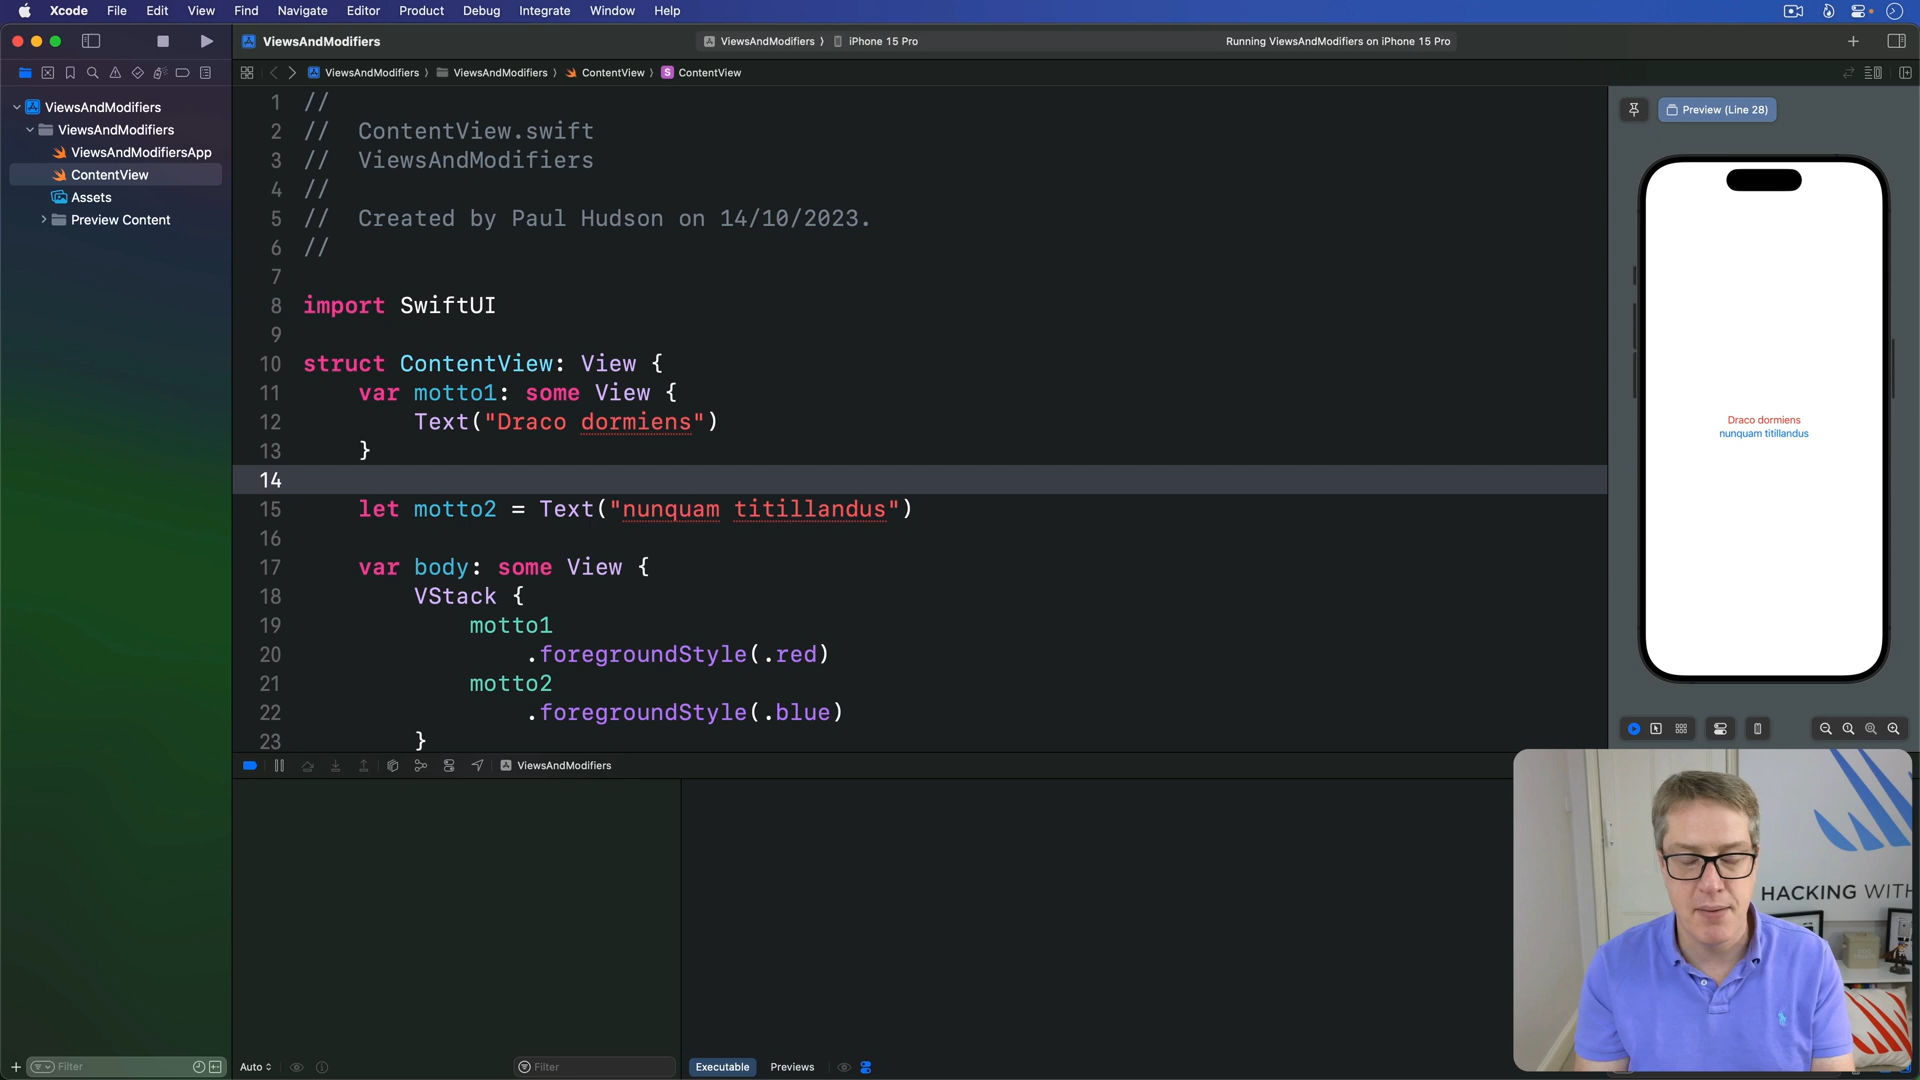 Xcode File Edit View Find Navigate Editor Product Debug Integrate Window Help
ViewsAndModifiers
ViewsAndModifiers 〉 iPhone 15 Pro
Running ViewsAndModifiers on iPhone 15 Pro
ViewsAndModifiers 〉 ViewsAndModifiers 〉 ContentView 〉 S ContentView
ViewsAndModifiers
ViewsAndModifiers
ViewsAndModifiersApp
ContentView
Assets
Preview Content
1 //
2 // ContentView.swift
3 // ViewsAndModifiers
4 //
5 // Created by Paul Hudson on 14/10/2023.
6 //
7
8 import SwiftUI
9
10 struct ContentView: View {
11 var motto1: some View {
12 Text("Draco dormiens")
13 }
14
15 let motto2 = Text("nunquam titillandus")
16
17 var body: some View {
18 VStack {
19 motto1
20 .foregroundStyle(.red)
21 motto2
22 .foregroundStyle(.blue)
23 }
Preview (Line 28)
Draco dormiens
nunquam titillandus
ViewsAndModifiers
HACKING WITH
Filter
Auto
Filter
Executable Previews